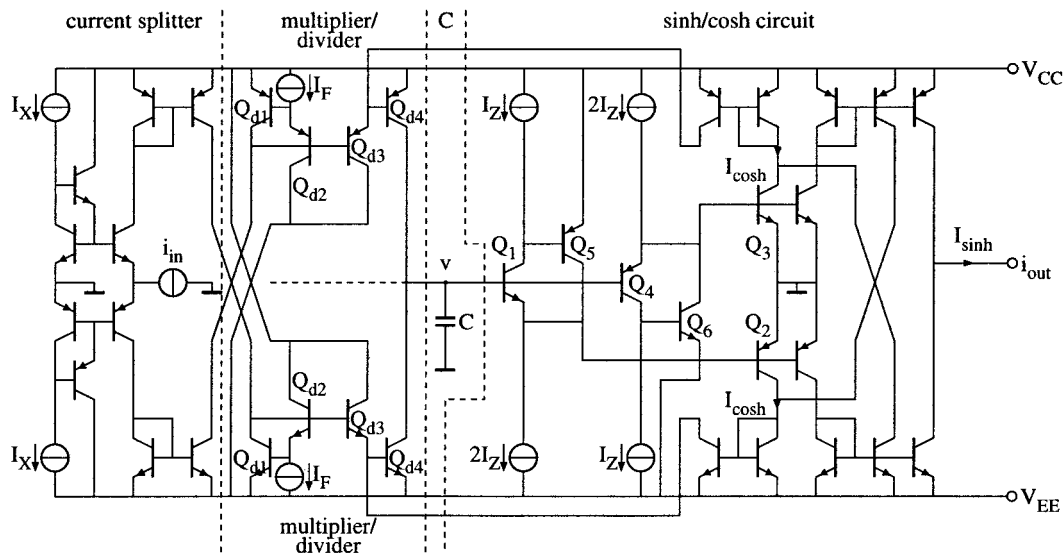 current splitter
multiplier/
divider
C
sinh/cosh circuit
V_CC
I_X
I_F
Q_d1
Q_d4
Q_d3
Q_d2
I_Z
2I_Z
I_cosh
Q_3
i_in
v
Q_1
Q_5
Q_4
I_sinh
i_out
C
Q_6
Q_2
Q_d2
Q_d3
I_cosh
I_X
Q_d1
I_F
Q_d4
2I_Z
I_Z
V_EE
multiplier/
divider